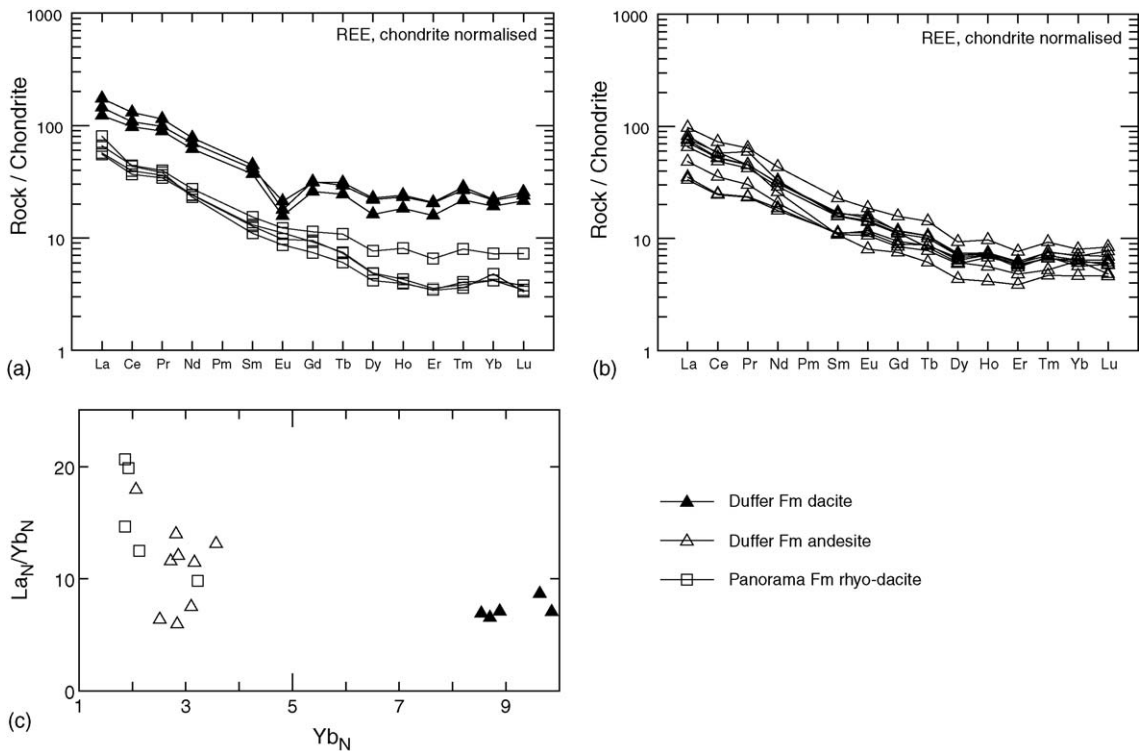 1000
100
10
1
Rock / Chondrite
REE, chondrite normalised
La Ce Pr Nd Pm Sm Eu Gd Tb Dy Ho Er Tm Yb Lu
(a)
1000
100
10
1
Rock / Chondrite
REE, chondrite normalised
La Ce Pr Nd Pm Sm Eu Gd Tb Dy Ho Er Tm Yb Lu
(b)
20
10
0
LaN/YbN
1 3 5 7 9
YbN
(c)
Duffer Fm dacite
Duffer Fm andesite
Panorama Fm rhyo-dacite